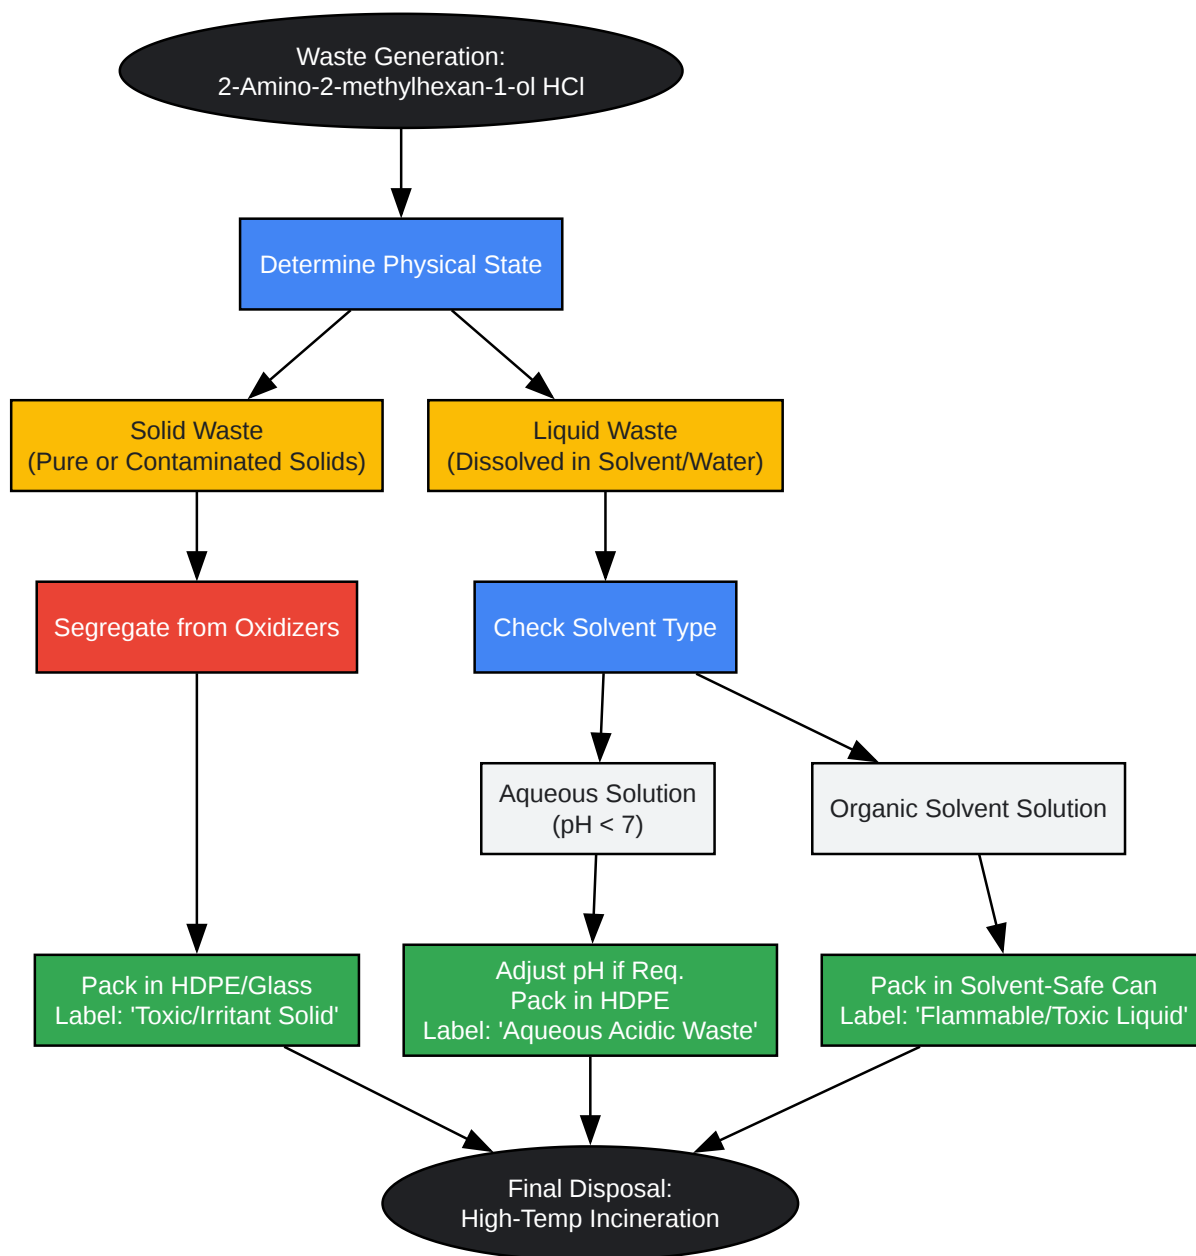 Waste Generation:
2-Amino-2-methylhexan-1-ol HCl
Determine Physical State
Solid Waste
(Pure or Contaminated Solids)
Liquid Waste
(Dissolved in Solvent/Water)
Segregate from Oxidizers
Check Solvent Type
Aqueous Solution
(pH < 7)
Organic Solvent Solution
Pack in HDPE/Glass
Label: 'Toxic/Irritant Solid'
Adjust pH if Req.
Pack in HDPE
Label: 'Aqueous Acidic Waste'
Pack in Solvent-Safe Can
Label: 'Flammable/Toxic Liquid'
Final Disposal:
High-Temp Incineration